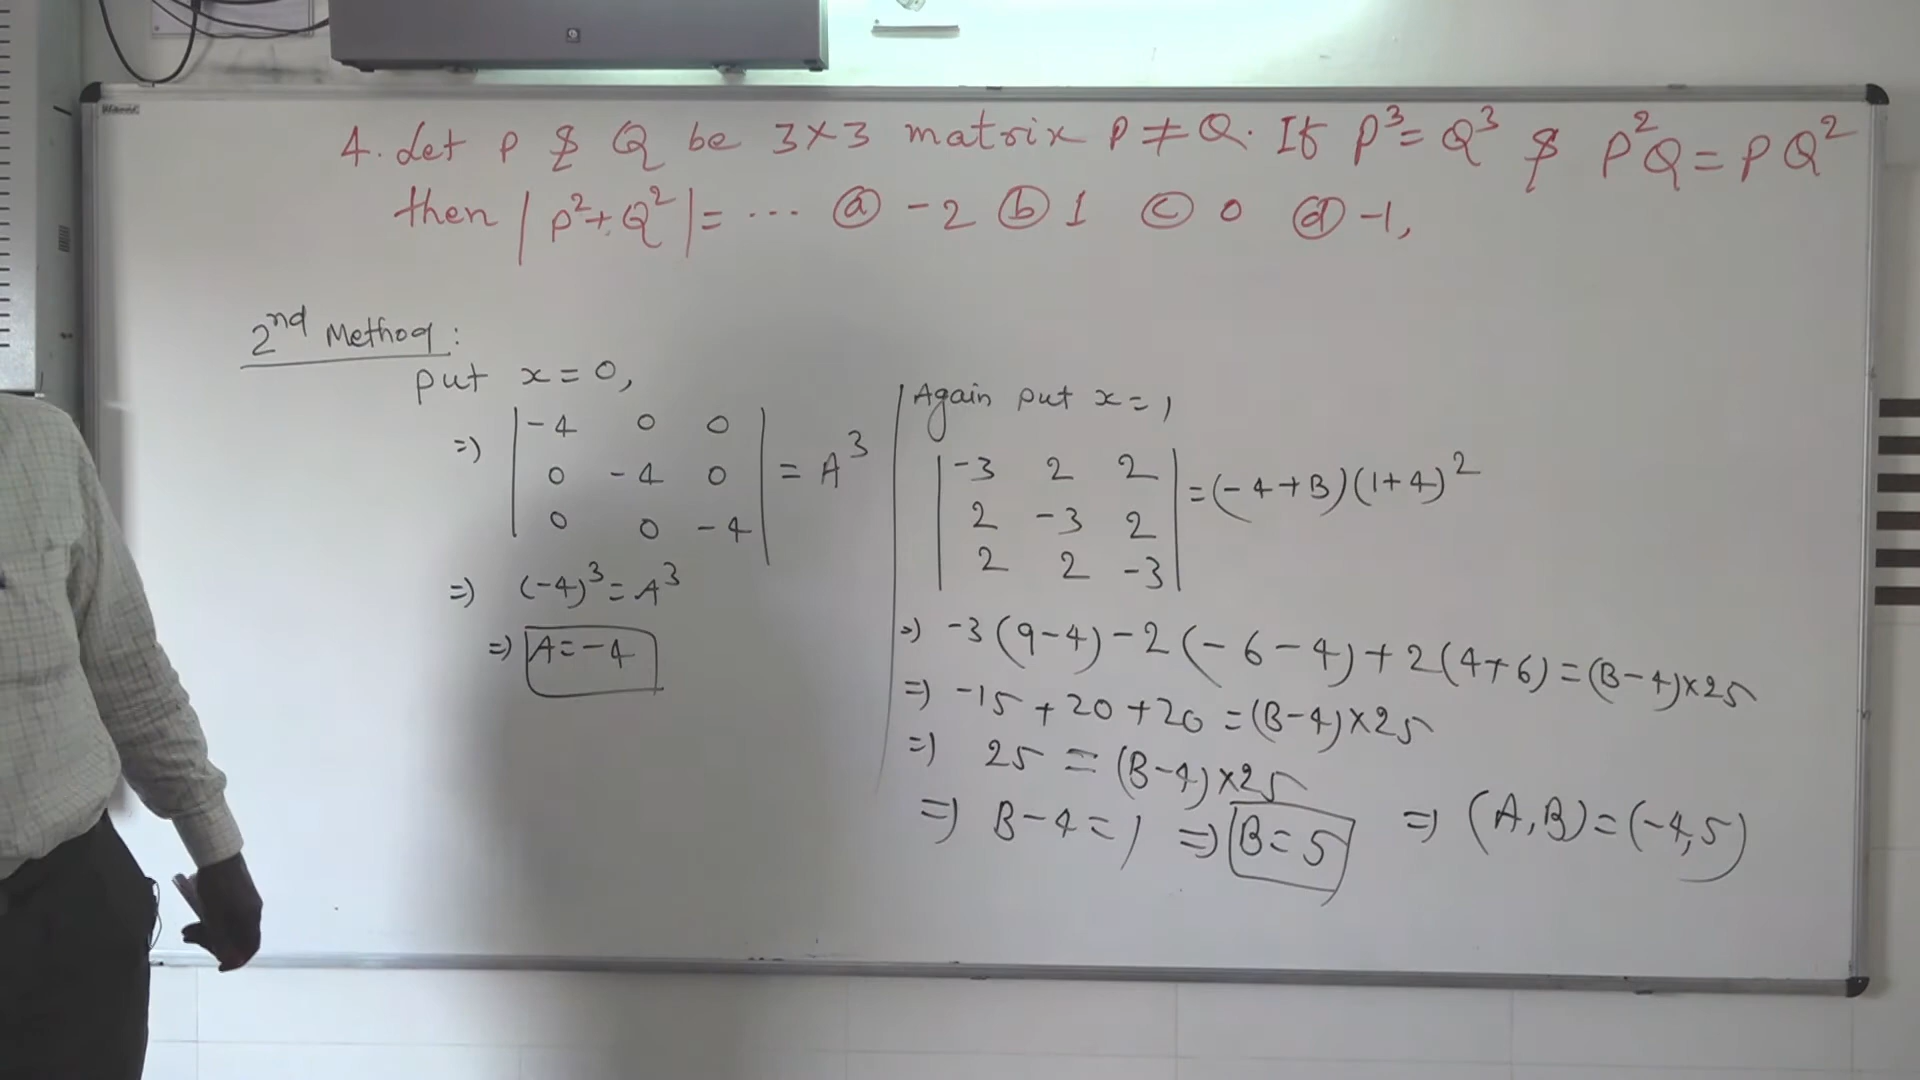 4. Let P & Q be 3×3 matrix P ≠ Q. If P³ = Q³ & P²Q = PQ²
then |P²+Q²| = ... ⓐ -2 ⓑ 1 ⓒ 0 ⓓ -1,
2nd Method:
put x = 0,
=) | -4 0 0 |
| 0 -4 0 | = A³
| 0 0 -4 |
=) (-4)³ = A³
=) A = -4
Again put x = 1
| -3 2 2 |
| 2 -3 2 | = (-4+B)(1+4)²
| 2 2 -3 |
=) -3(9-4) -2(-6-4) + 2(4+6) = (B-4)×25
=) -15 + 20 + 20 = (B-4)×25
=) 25 = (B-4)×25
=) B-4 = 1 =) B = 5 =) (A,B) = (-4,5)